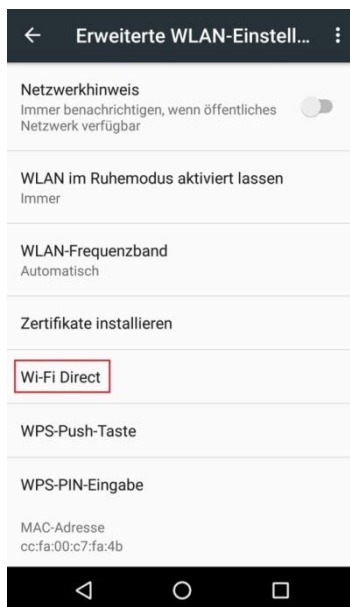 Erweiterte WLAN-Einstell...
Netzwerkhinweis
Immer benachrichtigen, wenn öffentliches
Netzwerk verfügbar
WLAN im Ruhemodus aktiviert lassen
Immer
WLAN-Frequenzband
Automatisch
Zertifikate installieren
Wi-Fi Direct
WPS-Push-Taste
WPS-PIN-Eingabe
MAC-Adresse
cc:fa:00:c7:fa:4b